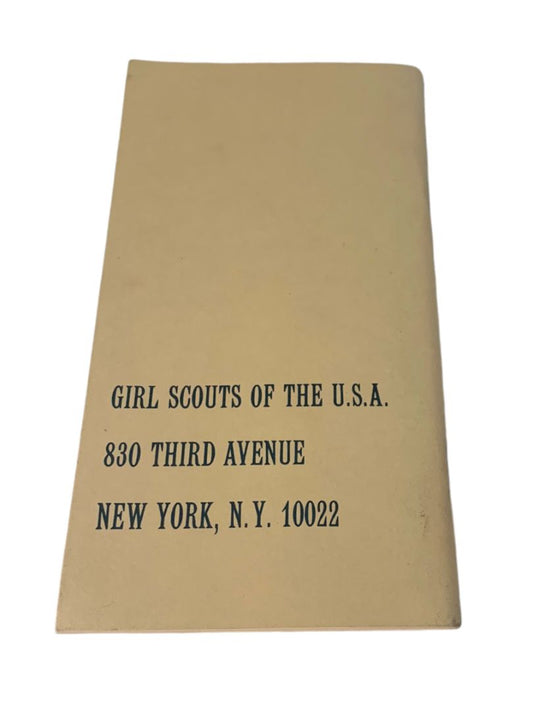 GIRL SCOUTS OF THE U.S.A.
830 THIRD AVENUE
NEW YORK, N.Y. 10022